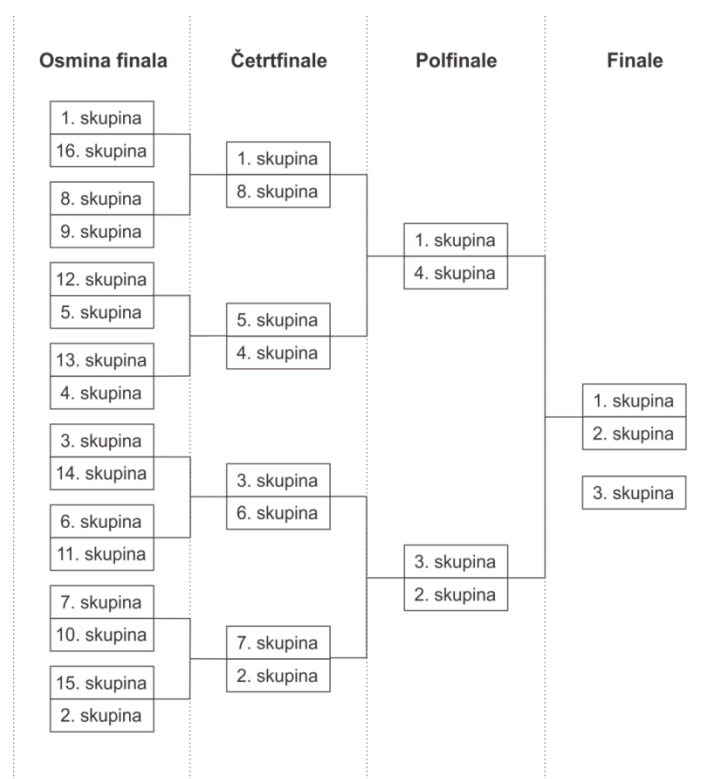 Osmina finala
Četrtfinale
Polfinale
Finale
1. skupina
16. skupina
8. skupina
9. skupina
12. skupina
5. skupina
13. skupina
4. skupina
3. skupina
14. skupina
6. skupina
11. skupina
7. skupina
10. skupina
15. skupina
2. skupina
1. skupina
8. skupina
5. skupina
4. skupina
3. skupina
6. skupina
7. skupina
2. skupina
1. skupina
4. skupina
3. skupina
2. skupina
1. skupina
2. skupina
3. skupina